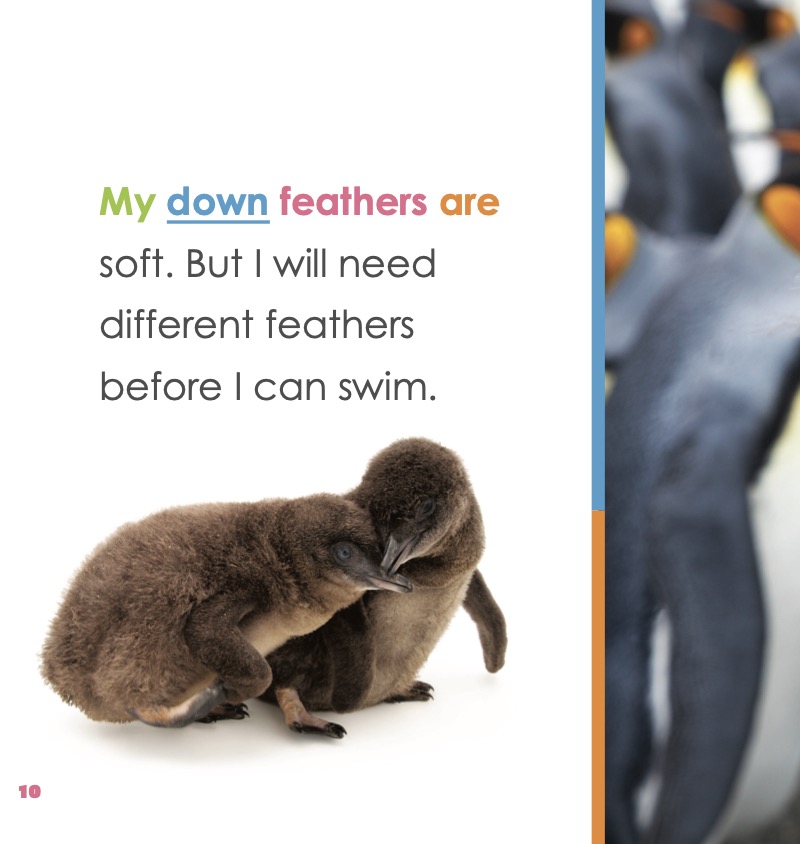 My down feathers are
soft. But I will need
different feathers
before I can swim.
10